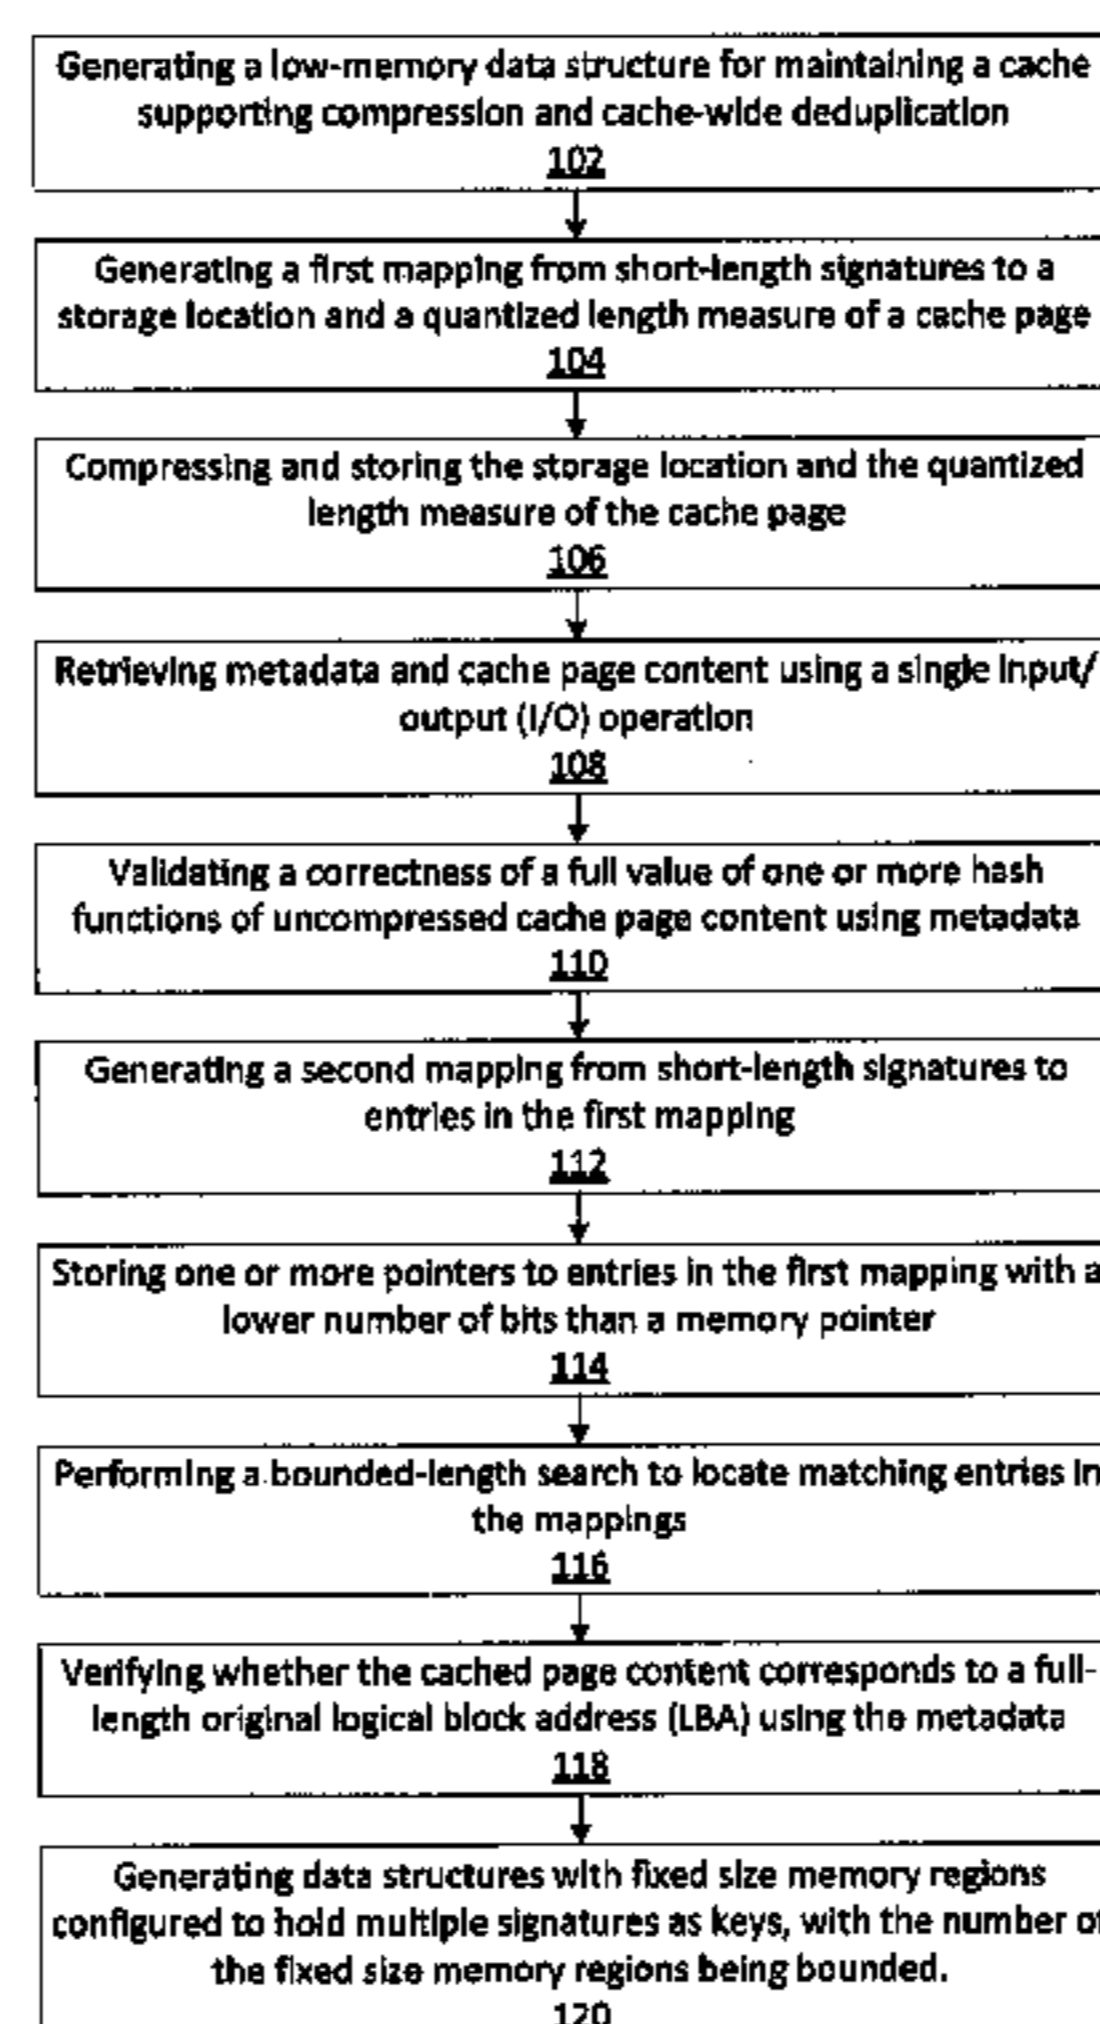 Generating a low-memory data structure for maintaining a cache
supporting compression and cache-wide deduplication
102
Generating a first mapping from short-length signatures to a
storage location and a quantized length measure of a cache page
104
Compressing and storing the storage location and the quantized
length measure of the cache page
106
Retrieving metadata and cache page content using a single input/
output (I/O) operation
108
Validating a correctness of a full value of one or more hash
functions of uncompressed cache page content using metadata
110
Generating a second mapping from short-length signatures to
entries in the first mapping
112
Storing one or more pointers to entries in the first mapping with a
lower number of bits than a memory pointer
114
Performing a bounded-length search to locate matching entries in
the mappings
116
Verifying whether the cached page content corresponds to a full-
length original logical block address (LBA) using the metadata
118
Generating data structures with fixed size memory regions
configured to hold multiple signatures as keys, with the number of
the fixed size memory regions being bounded.
120